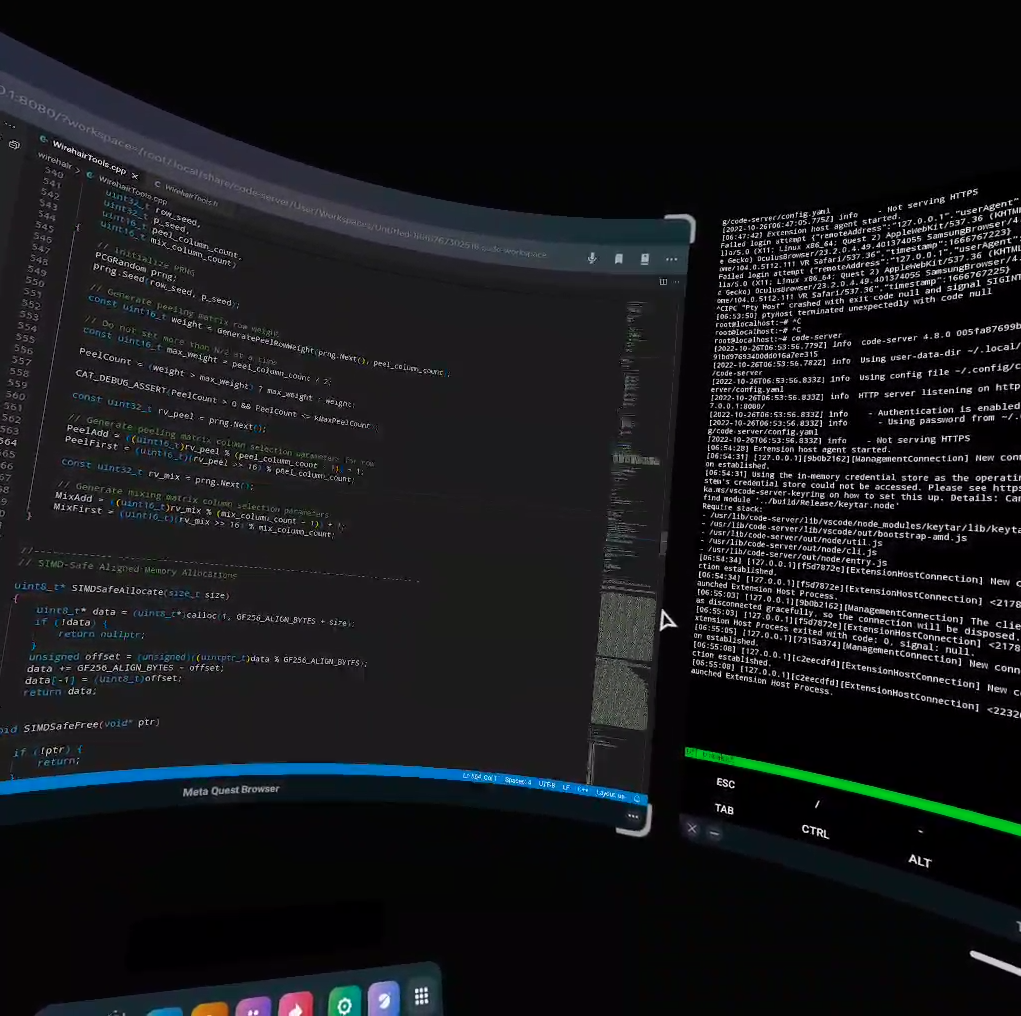 0.1:8080/?workspace=/root/.local/share/code-server/User/Workspaces/
WirehairTools.cpp
WirehairTools.h
wirehair > WirehairTools.cpp
540
541 uint32_t row_seed,
542 uint32_t p_seed,
543 uint16_t peel_column_count,
544 uint16_t mix_column_count)
545 {
546 // Initialize PRNG
547 PCGRandom prng;
548 prng.Seed(row_seed, p_seed);
549
550 // Generate peeling matrix row weight
551 const uint16_t weight = GeneratePeelRowWeight(prng.Next(), peel_column_count);
552
553 // Do not set more than N/2 at a time
554 const uint16_t max_weight = peel_column_count / 2;
555
556 PeelCount = (weight > max_weight) ? max_weight : weight;
557
558 CAT_DEBUG_ASSERT(PeelCount > 0 && PeelCount <= kMaxPeelCount);
559
560 const uint32_t rv_peel = prng.Next();
561
562 // Generate peeling matrix column selection parameters for row
563 PeelAdd = ((uint16_t)rv_peel % (peel_column_count - 1)) + 1;
564 PeelFirst = (uint16_t)(rv_peel >> 16) % peel_column_count;
const uint32_t rv_mix = prng.Next();
// Generate mixing matrix column selection parameters
MixAdd = ((uint16_t)rv_mix % (mix_column_count - 1)) + 1;
MixFirst = (uint16_t)(rv_mix >> 16) % mix_column_count;
}
// SIMD-Safe Aligned Memory Allocations
uint8_t* SIMDSafeAllocate(size_t size)
{
uint8_t* data = (uint8_t*)calloc(1, GF256_ALIGN_BYTES + size);
if (!data) {
return nullptr;
}
unsigned offset = (unsigned)((uintptr_t)data % GF256_ALIGN_BYTES);
data += GF256_ALIGN_BYTES - offset;
data[-1] = (uint8_t)offset;
return data;
oid SIMDSafeFree(void* ptr)
if (!ptr) {
return;
Spaces: 4 UTF-8 LF C++ Layout: us
Meta Quest Browser
g/code-server/config.yaml
- Not serving HTTPS
[2022-10-26T06:47:05.775Z] info
[06:47:42] Extension host agent started.
Failed login attempt {"remoteAddress":"127.0.0.1","userAgent"
lla/5.0 (X11; Linux x86_64; Quest 2) AppleWebKit/537.36 (KHTM
e Gecko) OculusBrowser/23.2.0.4.49.401374055 SamsungBrowser/4.
ome/104.0.5112.111 VR Safari/537.36","timestamp":1666767223}
Failed login attempt {"remoteAddress":"127.0.0.1","userAgent":
lla/5.0 (X11; Linux x86_64; Quest 2) AppleWebKit/537.36
e Gecko) OculusBrowser/23.2.0.4.49.401374055 SamsungBrowser/4.
ome/104.0.5112.111 VR Safari/537.36","timestamp":1666767225}
^CIPC "Pty Host" crashed with exit code null and signal SIGINT
[06:53:50] ptyHost terminated unexpectedly with code null
root@localhost:~# ^C
root@localhost:~# ^C
root@localhost:~# code-server
[2022-10-26T06:53:56.779Z] info code-server 4.8.0 005fa87699b
91bd97693400dd016a7ee315
[2022-10-26T06:53:56.782Z] info Using user-data-dir ~/.local/
/code-server
[2022-10-26T06:53:56.833Z] info Using config file ~/.config/c
erver/config.yaml
[2022-10-26T06:53:56.833Z] info HTTP server listening on http
7.0.0.1:8080/
[2022-10-26T06:53:56.833Z] info - Authentication is enabled
[2022-10-26T06:53:56.833Z] info - Using password from ~/.
g/code-server/config.yaml
[2022-10-26T06:53:56.833Z] info - Not serving HTTPS
[06:54:28] Extension host agent started.
[06:54:31] [127.0.0.1][9b0b2162][ManagementConnection] New conn
on established.
[06:54:31] Using the in-memory credential store as the operatin
stem's credential store could not be accessed. Please see https
ka.ms/vscode-server-keyring on how to set this up. Details: Can
find module '../build/Release/keytar.node'
Require stack:
- /usr/lib/code-server/lib/vscode/node_modules/keytar/lib/keyta
- /usr/lib/code-server/lib/vscode/out/bootstrap-amd.js
- /usr/lib/code-server/out/node/util.js
- /usr/lib/code-server/out/node/cli.js
- /usr/lib/code-server/out/node/entry.js
[06:54:34] [127.0.0.1][f5d7872e][ExtensionHostConnection] New c
ction established.
[06:54:34] [127.0.0.1][f5d7872e][ExtensionHostConnection] <2178
aunched Extension Host Process.
[06:55:03] [127.0.0.1][9b0b2162][ManagementConnection] The clie
as disconnected gracefully, so the connection will be disposed.
[06:55:03] [127.0.0.1][f5d7872e][ExtensionHostConnection] <2178
xtension Host Process exited with code: 0, signal: null.
[06:55:05] [127.0.0.1][7315a374][ManagementConnection] New conn
on established.
[06:55:08] [127.0.0.1][c2eecdfd][ExtensionHostConnection] New c
ction established.
[06:55:08] [127.0.0.1][c2eecdfd][ExtensionHostConnection] <2232
aunched Extension Host Process.
ESC / -
TAB CTRL ALT